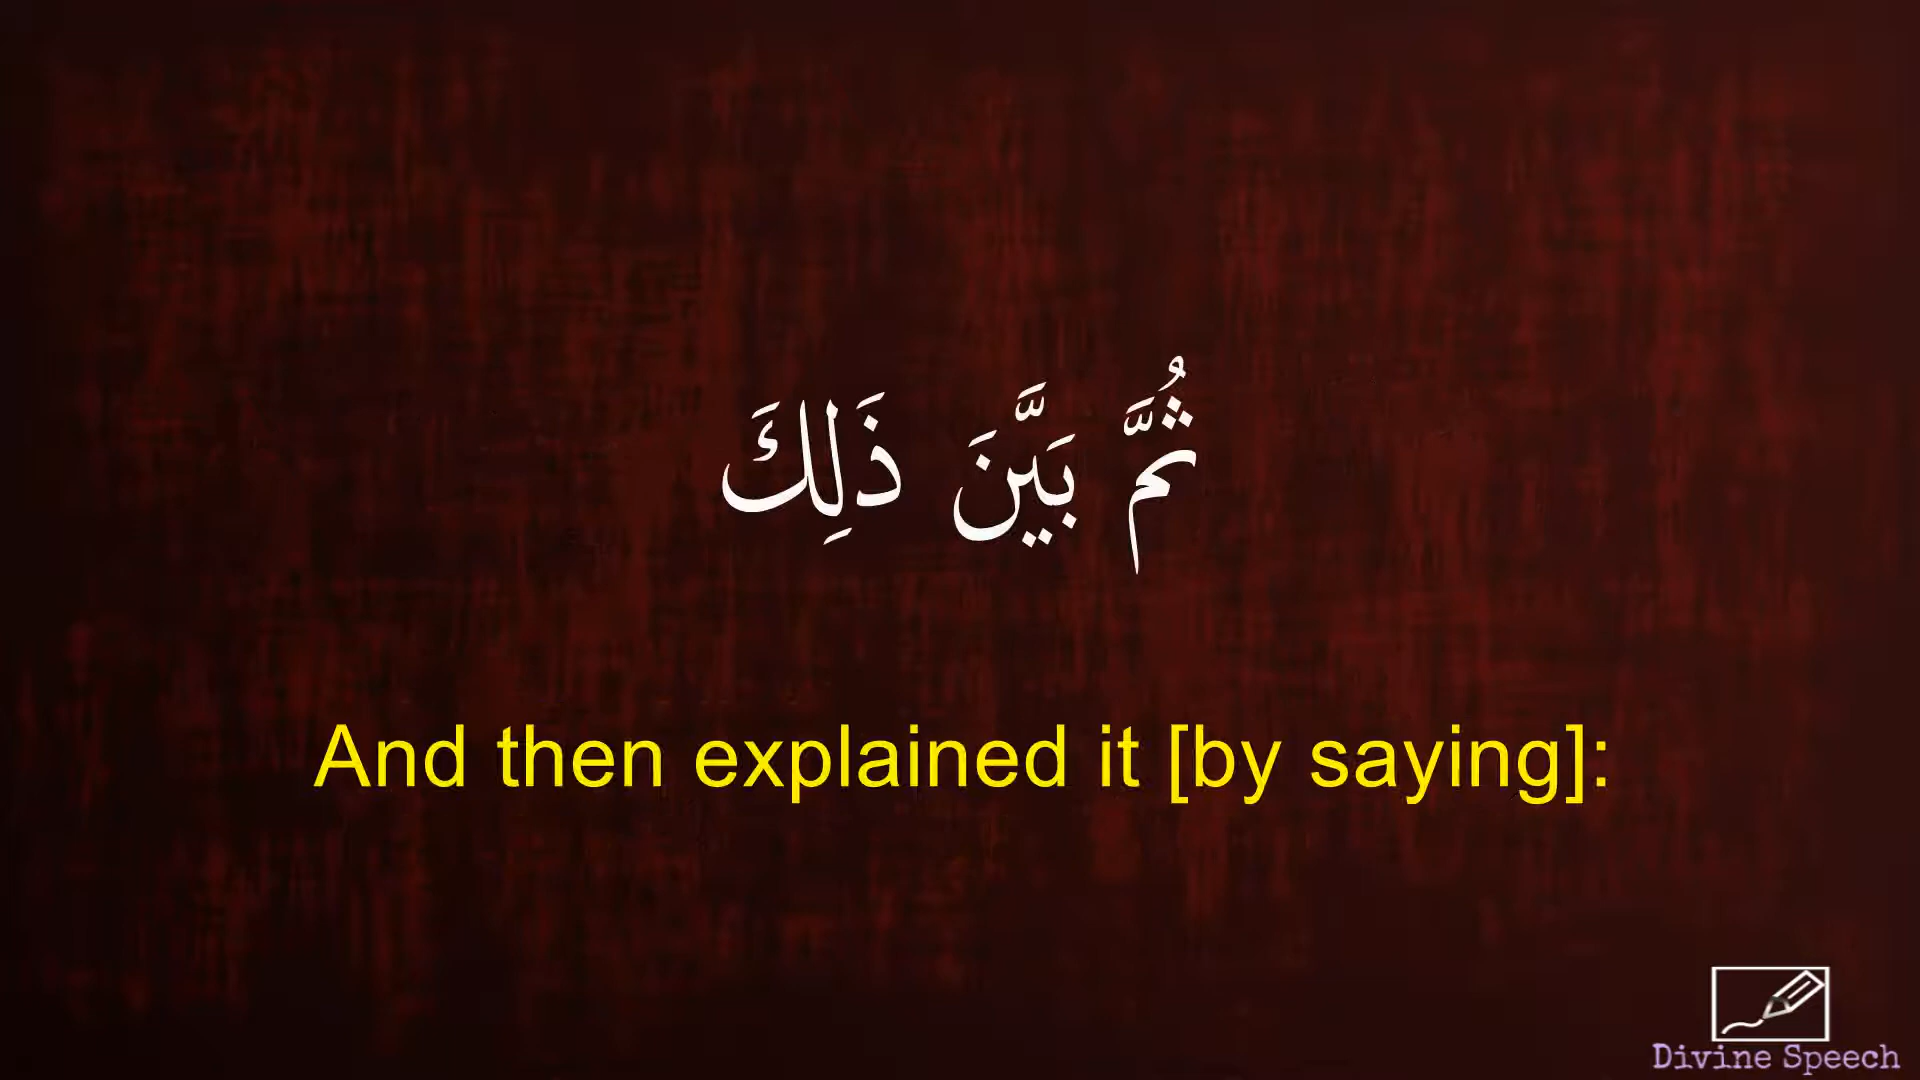 ثُمَّ بَيَّنَ ذَلِكَ
And then explained it [by saying]:
Divine Speech